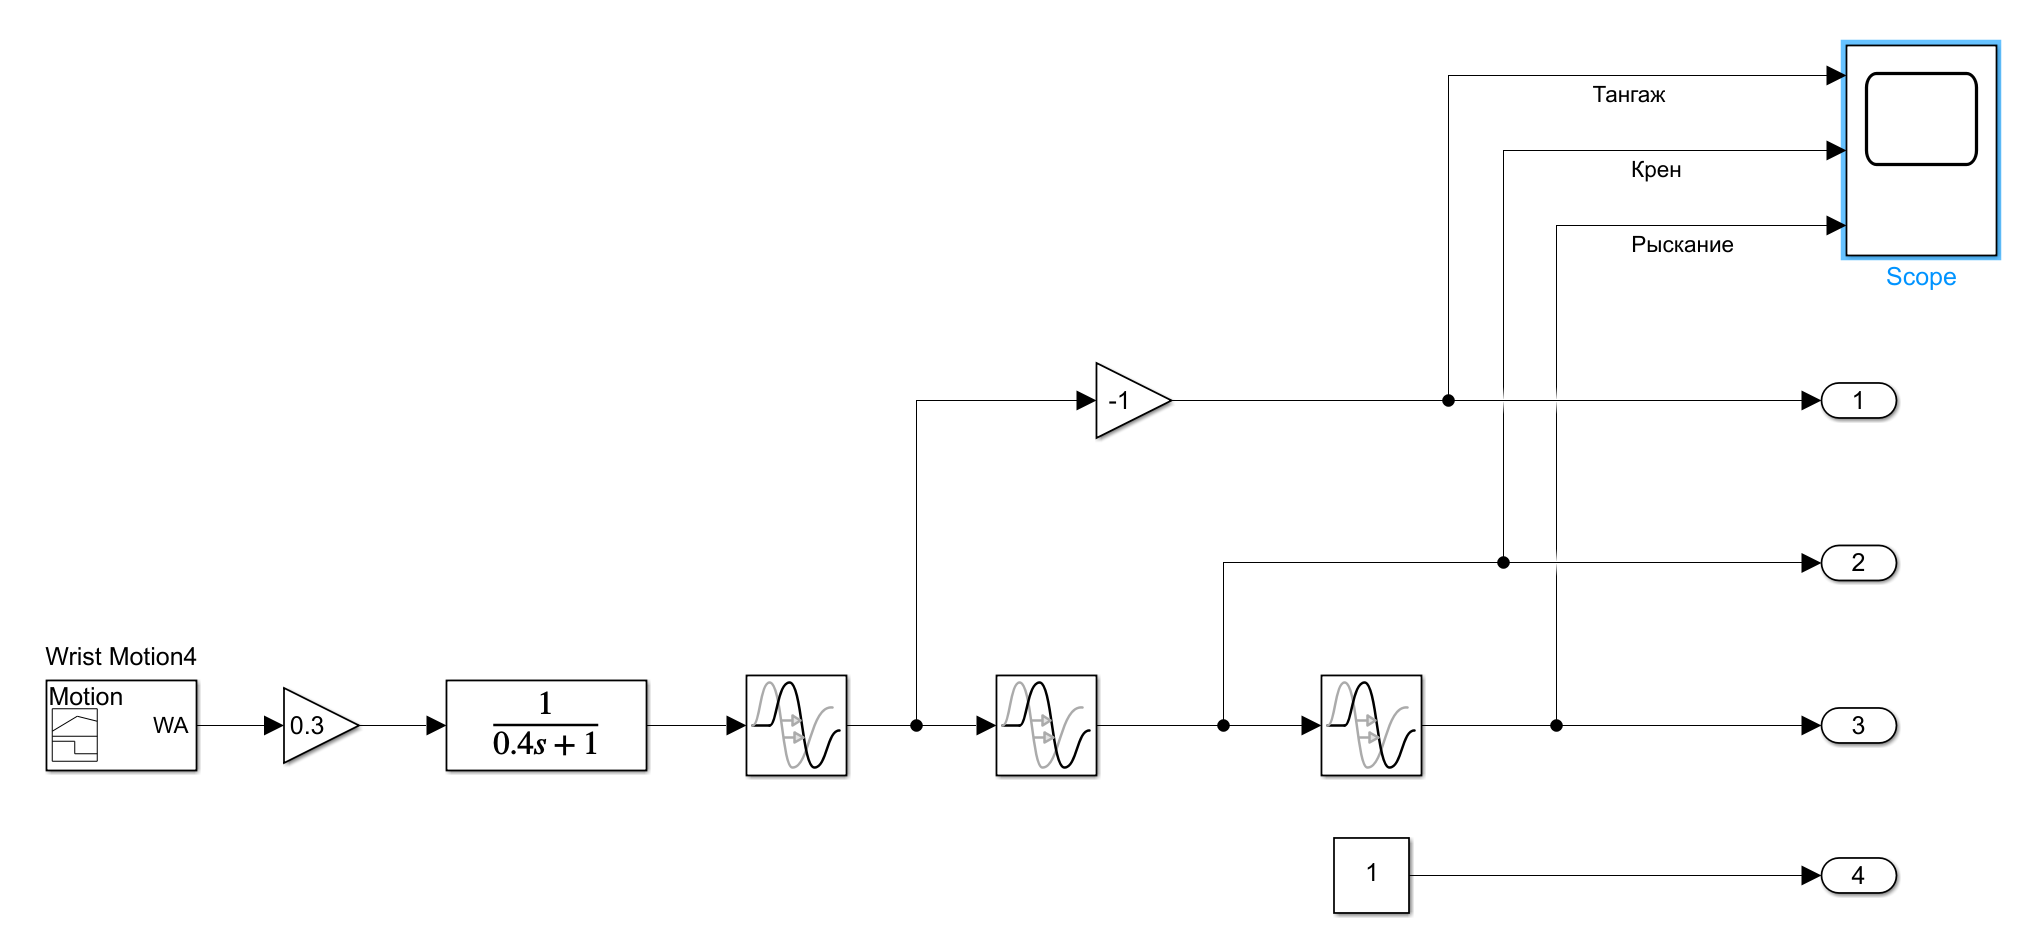 Тангаж
Крен
Рыскание
Scope
-1
1
2
Wrist Motion4
Motion
WA
0.3
1
0.4s + 1
3
1
4